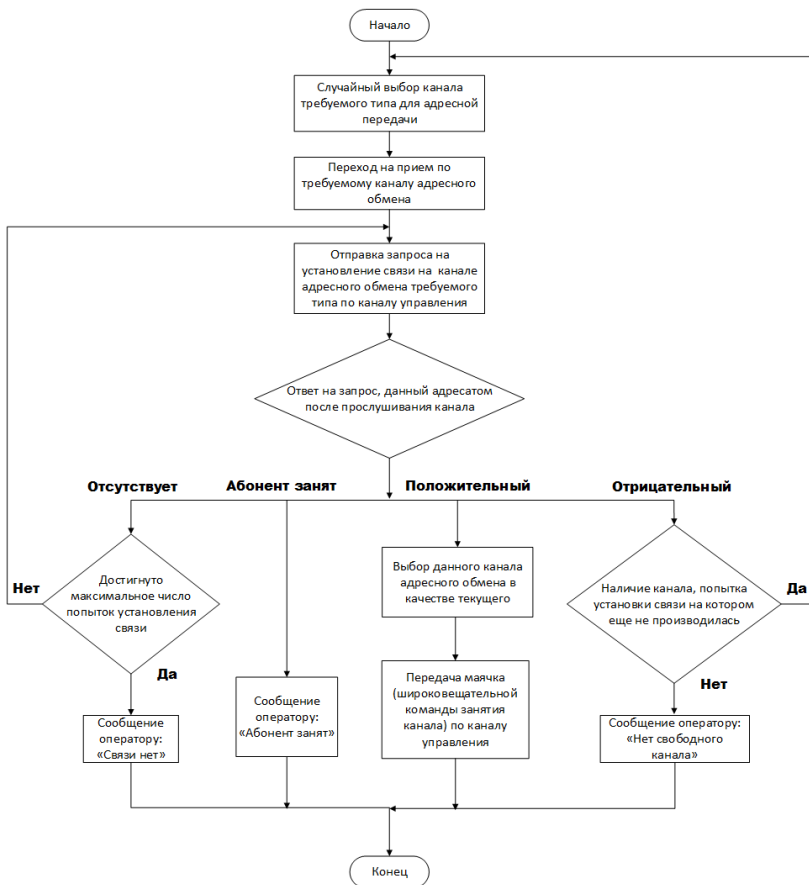 Начало
Случайный выбор канала
требуемого типа для адресной
передачи
Переход на прием по
требуемому каналу адресного
обмена
Отправка запроса на
установление связи на канале
адресного обмена требуемого
типа по каналу управления
Ответ на запрос, данный адресатом
после прослушивания канала
Отсутствует
Абонент занят
Положительный
Отрицательный
Нет
Достигнуто
максимальное число
попыток установления
связи
Да
Сообщение
оператору:
«Связи нет»
Сообщение
оператору:
«Абонент занят»
Выбор данного канала
адресного обмена в
качестве текущего
Передача маячка
(широковещательной
команды занятия
канала) по каналу
управления
Наличие канала, попытка
установки связи на котором
еще не производилась
Да
Нет
Сообщение оператору:
«Нет свободного
канала»
Конец